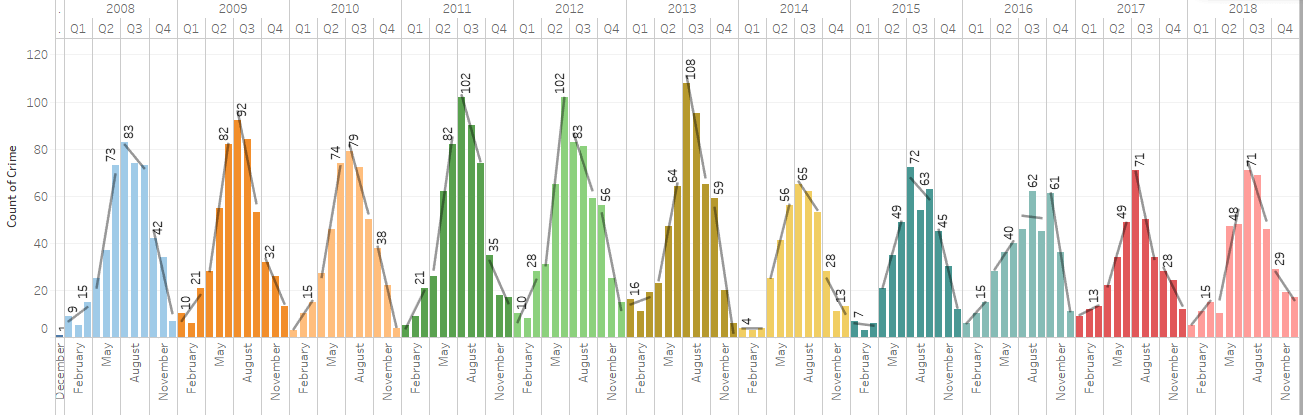 . 2008 2009 2010 2011 2012 2013 2014 2015 2016 2017 2018
. Q1 Q2 Q3 Q4 Q1 Q2 Q3 Q4 Q1 Q2 Q3 Q4 Q1 Q2 Q3 Q4 Q1 Q2 Q3 Q4 Q1 Q2 Q3 Q4 Q1 Q2 Q3 Q4 Q1 Q2 Q3 Q4 Q1 Q2 Q3 Q4 Q1 Q2 Q3 Q4 Q1 Q2 Q3 Q4
Count of Crime
120
100
80
60
40
20
0
1 9 15 73 83 42 10 21 82 92 32 15 74 79 38 21 82 102 35 10 28 102 83 56 16 64 108 59 4 56 65 28 13 7 49 72 63 45 15 40 62 61 13 49 71 28 15 48 71 29
December February May August November February May August November February May August November February May August November February May August November February May August November February May August November February May August November February May August November February May August November February May August November